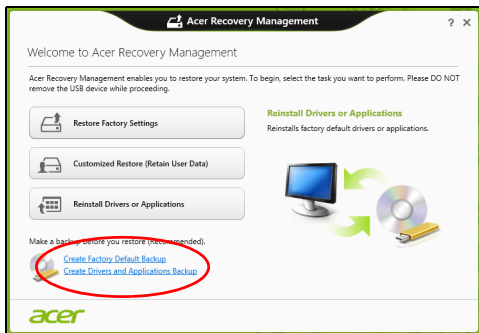 Acer Recovery Management
? X
Welcome to Acer Recovery Management
Acer Recovery Management enables you to restore your system. To begin, select the task you want to perform. Please DO NOT
remove the USB device while proceeding.
Restore Factory Settings
Customized Restore (Retain User Data)
Reinstall Drivers or Applications
Reinstall Drivers or Applications
Reinstalls factory default drivers or applications.
Make a backup before you restore (Recommended).
Create Factory Default Backup
Create Drivers and Applications Backup
acer